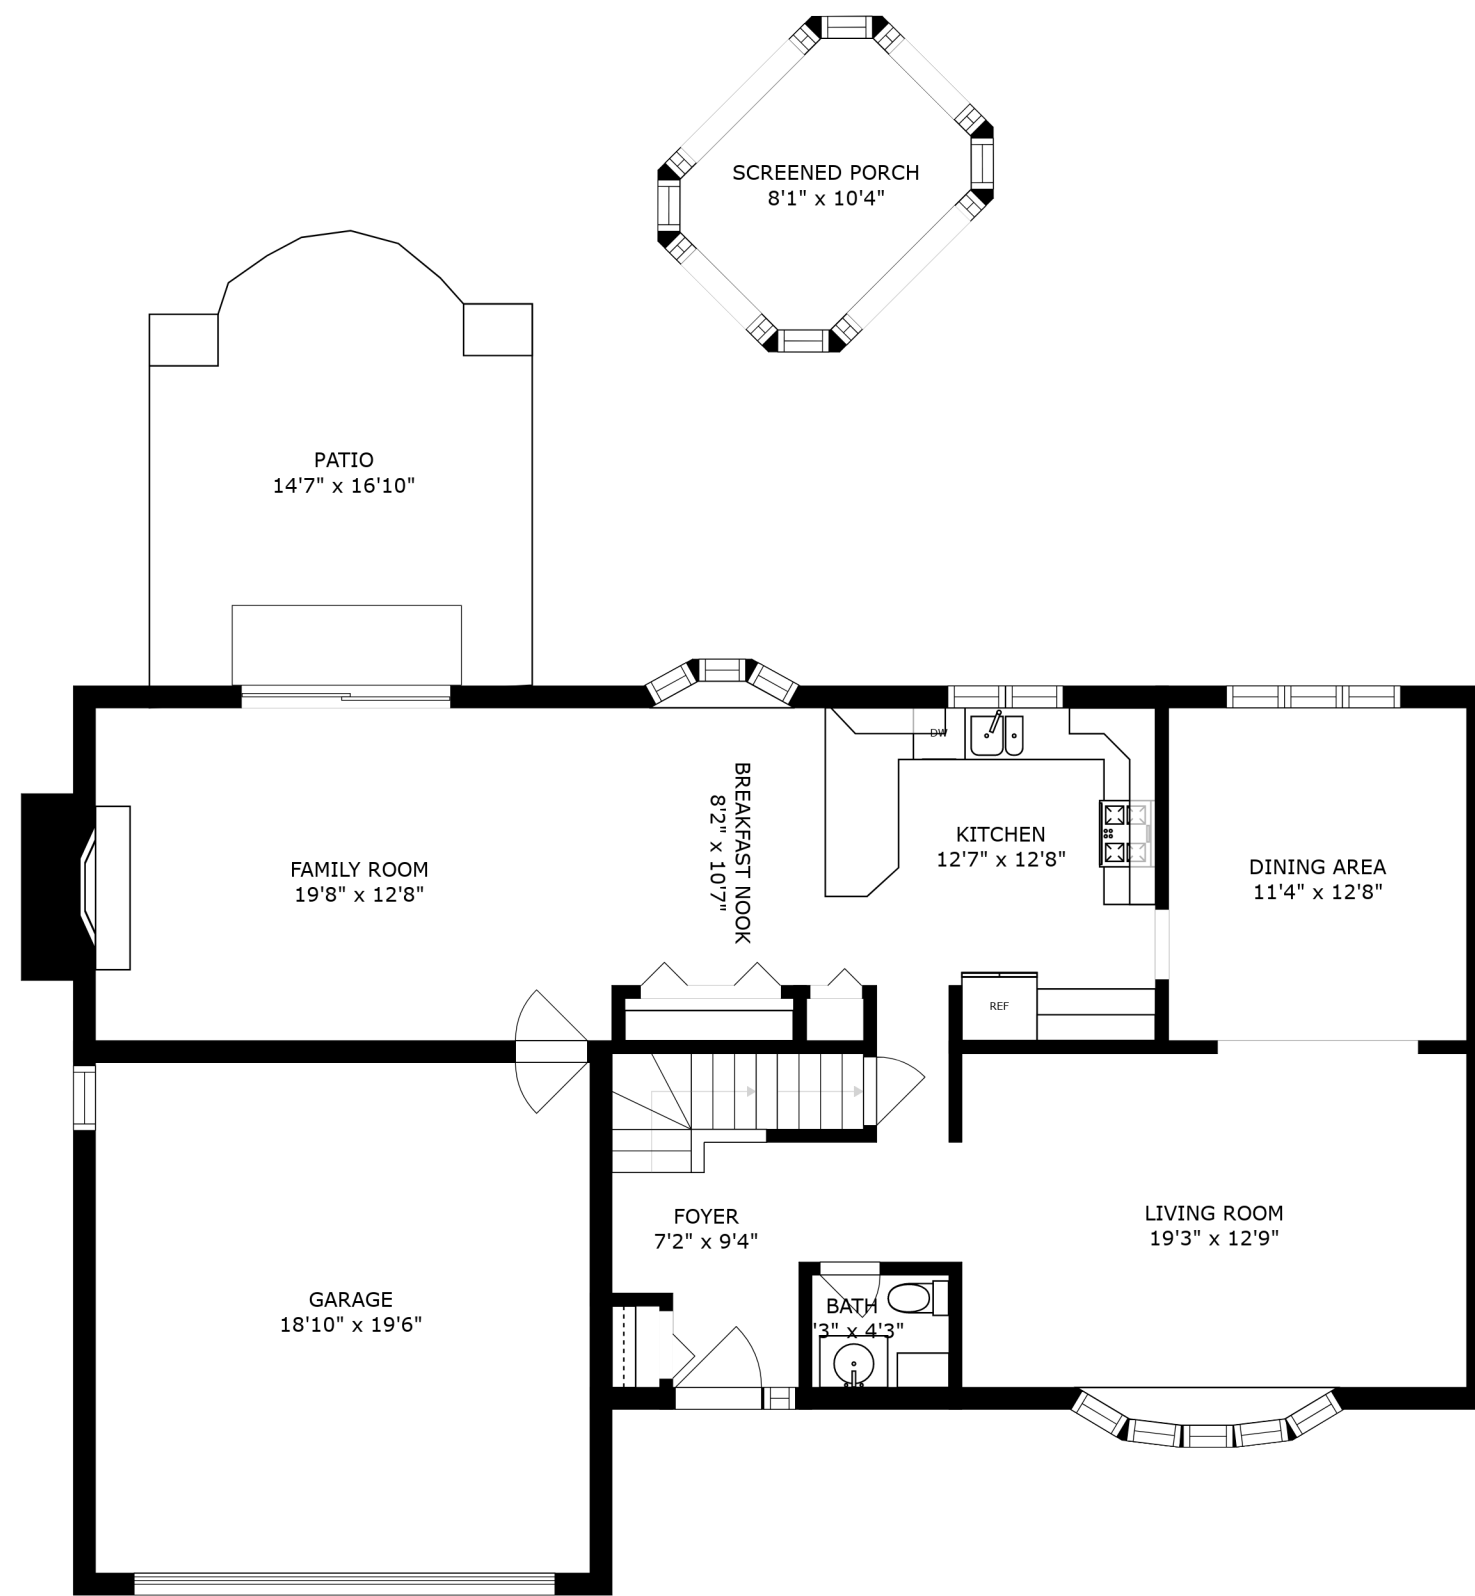 SCREENED PORCH
8'1" x 10'4"
PATIO
14'7" x 16'10"
DW
BREAKFAST NOOK
8'2" x 10'7"
KITCHEN
12'7" x 12'8"
FAMILY ROOM
19'8" x 12'8"
DINING AREA
11'4" x 12'8"
REF
FOYER
7'2" x 9'4"
LIVING ROOM
19'3" x 12'9"
GARAGE
18'10" x 19'6"
BATH
'3" x 4'3"